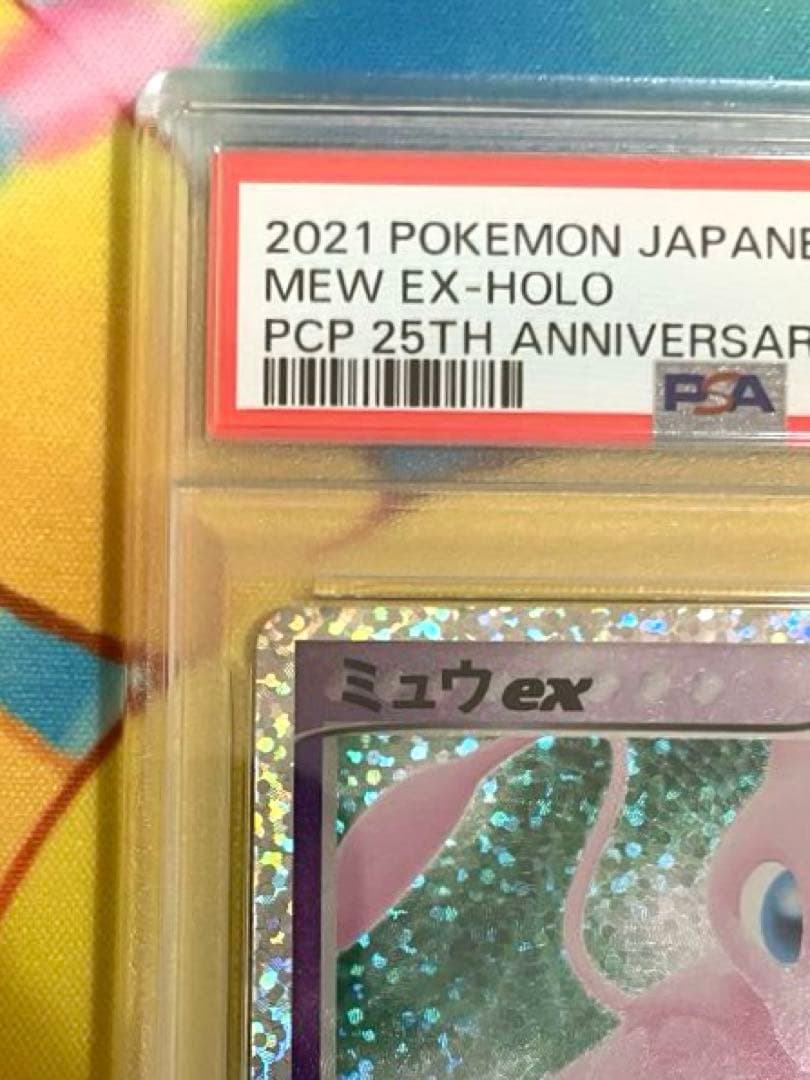 2021 POKEMON JAPANE
MEW EX-HOLO
PCP 25TH ANNIVERSAR
PSA
ミュウex